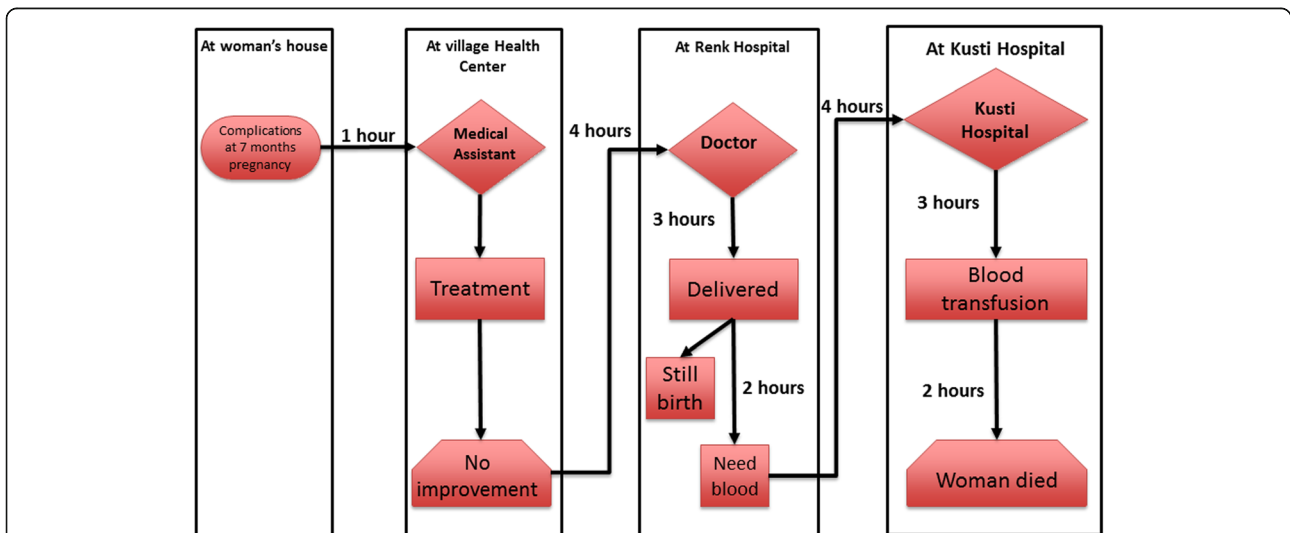 At woman's house
Complications
at 7 months
pregnancy
1 hour
At village Health
Center
Medical
Assistant
Treatment
No
improvement
4 hours
At Renk Hospital
Doctor
3 hours
Delivered
Still
birth
2 hours
Need
blood
4 hours
At Kusti Hospital
Kusti
Hospital
3 hours
Blood
transfusion
2 hours
Woman died